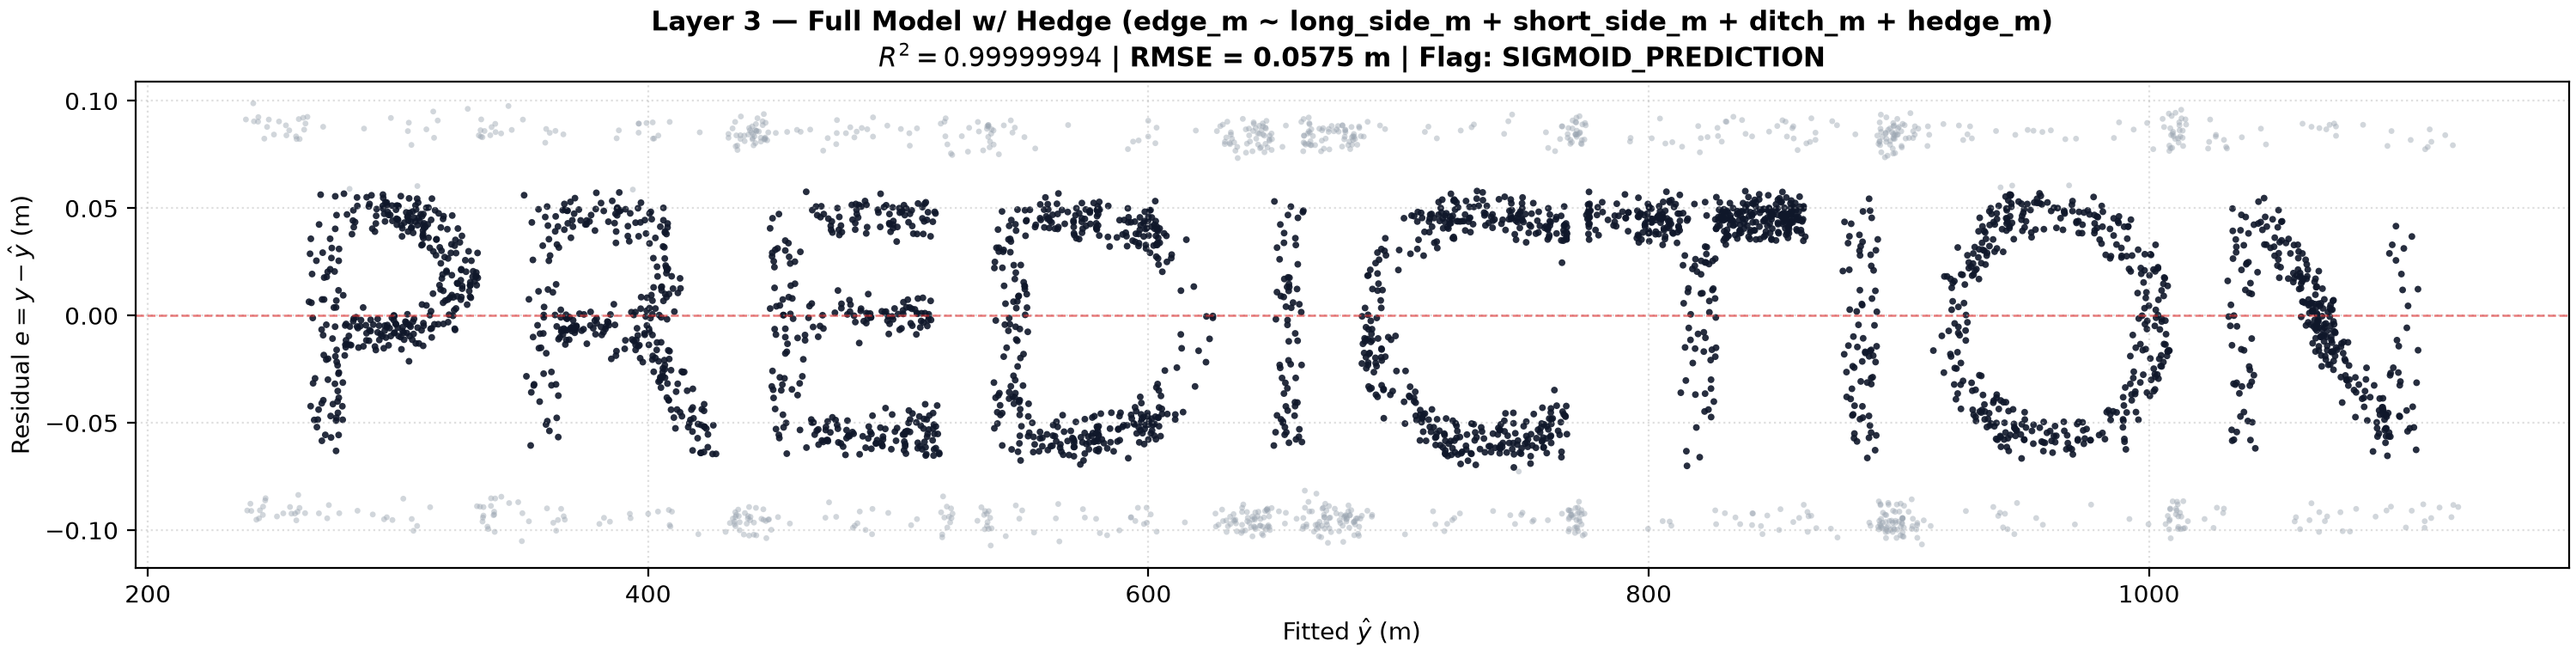 Layer 3 — Full Model w/ Hedge (edge_m ~ long_side_m + short_side_m + ditch_m + hedge_m)
R² = 0.99999994 | RMSE = 0.0575 m | Flag: SIGMOID_PREDICTION
Residual e = y − ŷ (m)
0.10
0.05
0.00
−0.05
−0.10
PREDICTION
200 400 600 800 1000
Fitted ŷ (m)